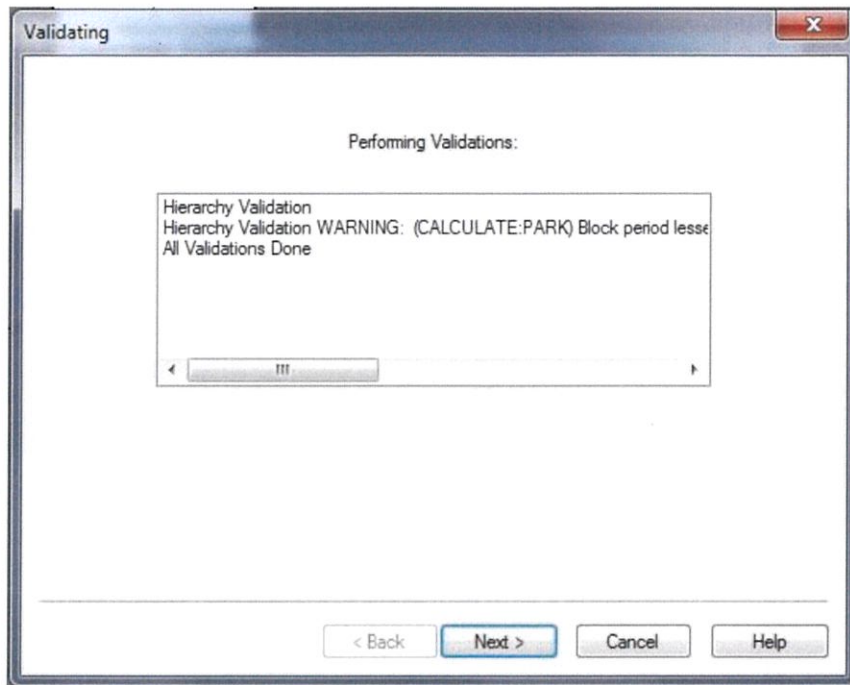 Validating
Performing Validations:
Hierarchy Validation
Hierarchy Validation WARNING: (CALCULATE:PARK) Block period lesse
All Validations Done
< Back Next > Cancel Help